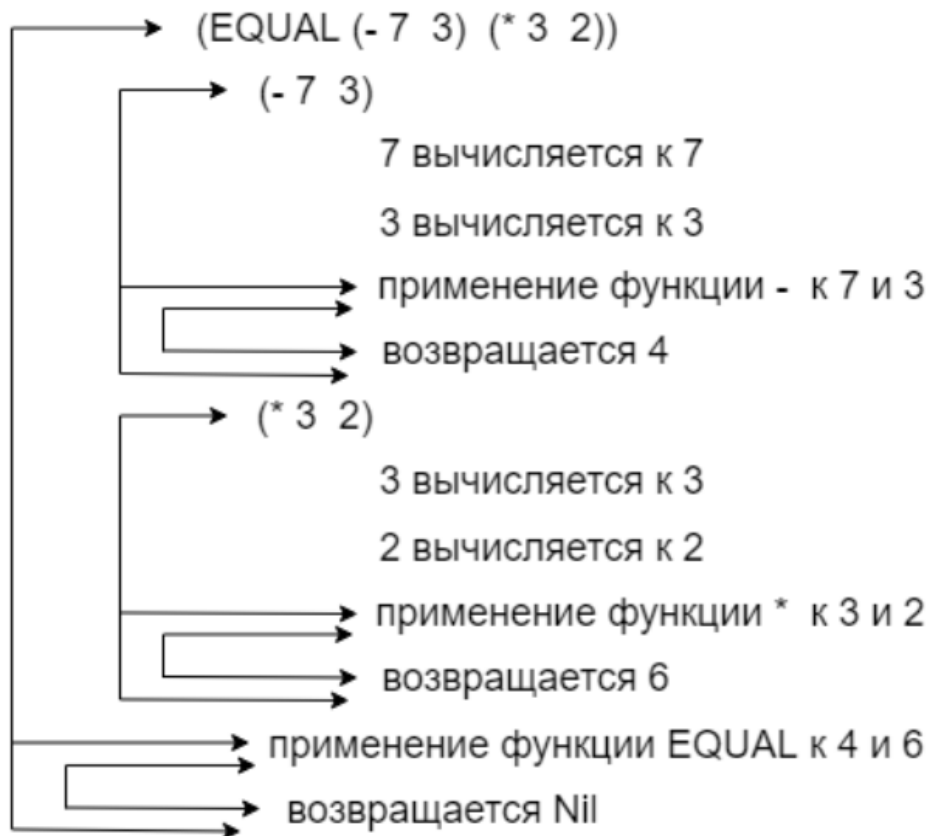 (EQUAL (- 7 3) (* 3 2))
(- 7 3)
7 вычисляется к 7
3 вычисляется к 3
применение функции - к 7 и 3
возвращается 4
(* 3 2)
3 вычисляется к 3
2 вычисляется к 2
применение функции * к 3 и 2
возвращается 6
применение функции EQUAL к 4 и 6
возвращается Nil